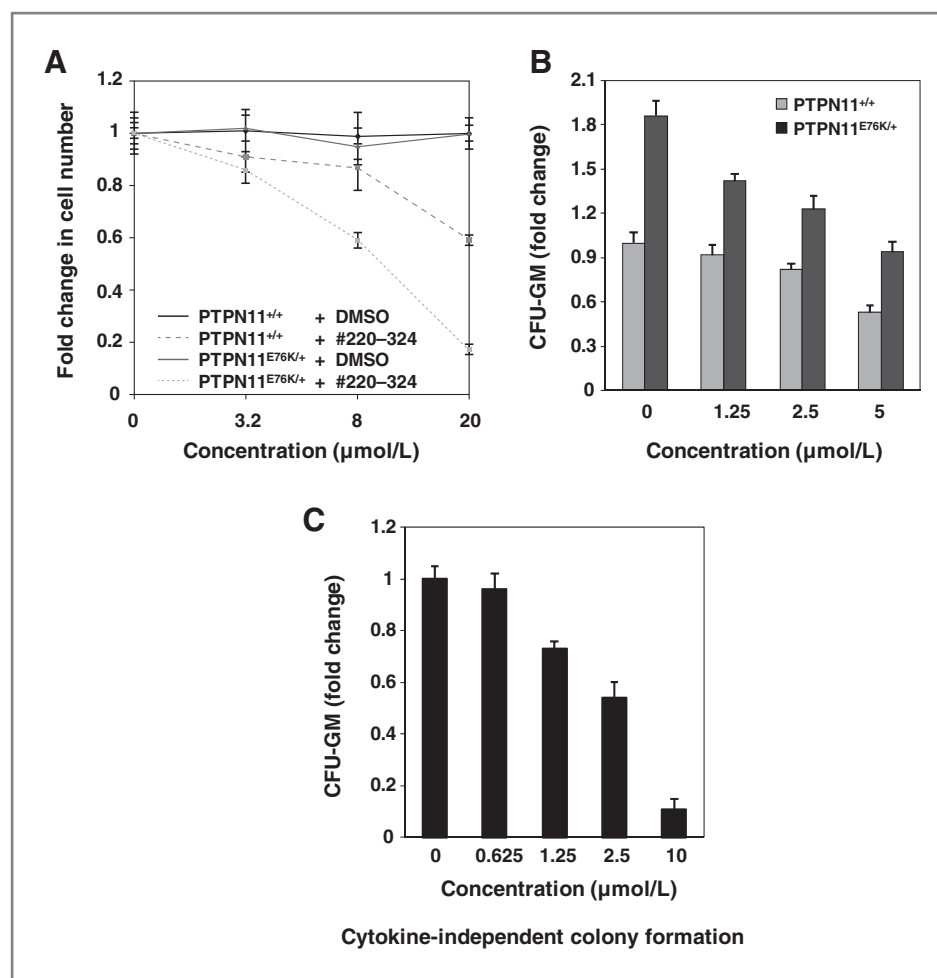 A
1.2
1
0.8
0.6
0.4
0.2
0
Fold change in cell number
PTPN11+/+ + DMSO
PTPN11+/+ + #220–324
PTPN11E76K/+ + DMSO
PTPN11E76K/+ + #220–324
0 3.2 8 20
Concentration (µmol/L)
B
2.1
1.8
1.5
1.2
0.9
0.6
0.3
0
CFU-GM (fold change)
PTPN11+/+
PTPN11E76K/+
0 1.25 2.5 5
Concentration (µmol/L)
C
1.2
1
0.8
0.6
0.4
0.2
0
CFU-GM (fold change)
0 0.625 1.25 2.5 10
Concentration (µmol/L)
Cytokine-independent colony formation